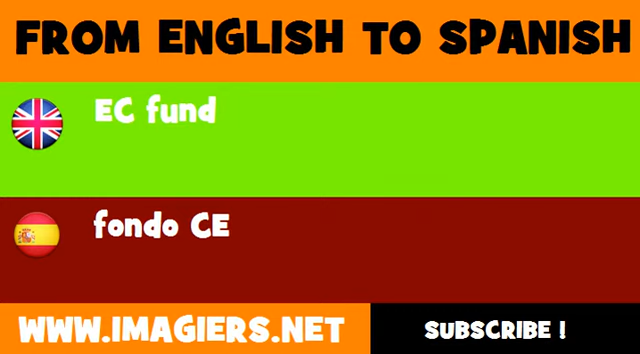 FROM ENGLISH TO SPANISH
EC fund
fondo CE
WWW.IMAGIERS.NET
SUBSCRIBE !